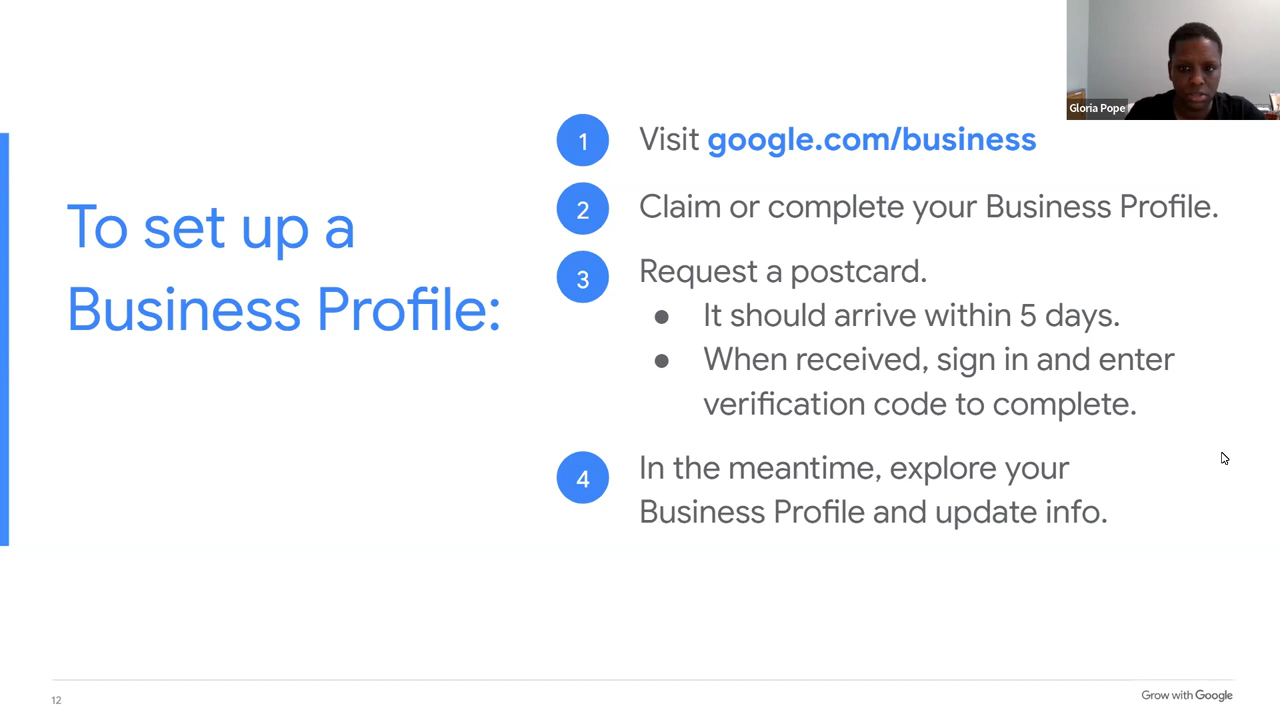 Gloria Pope
To set up a
Business Profile:
1 Visit google.com/business
2 Claim or complete your Business Profile.
3 Request a postcard.
● It should arrive within 5 days.
● When received, sign in and enter
verification code to complete.
4 In the meantime, explore your
Business Profile and update info.
12
Grow with Google